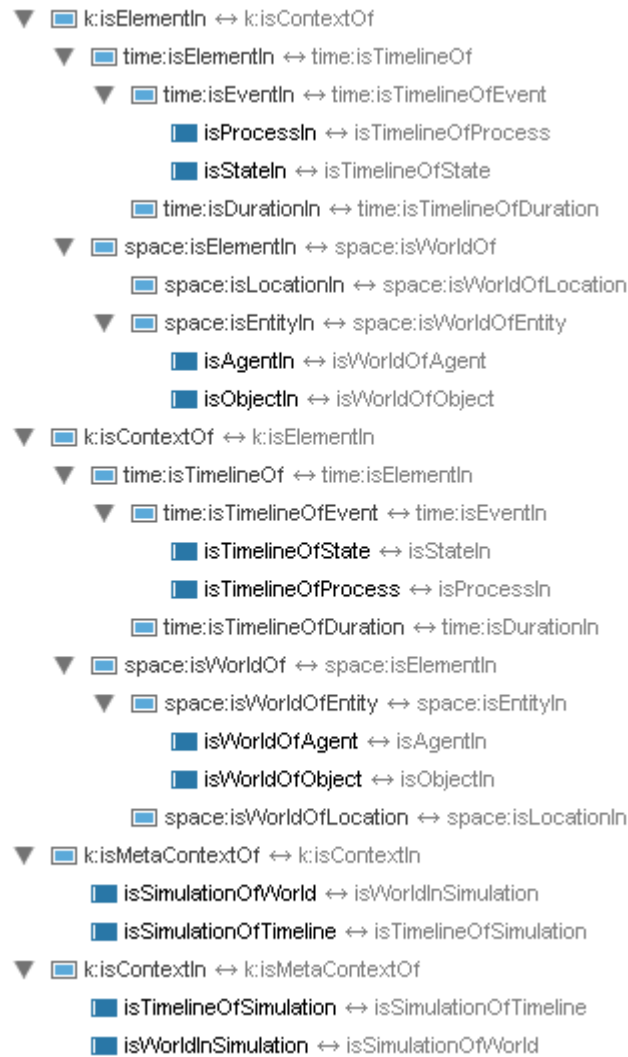 k:isElementIn ↔ k:isContextOf
time:isElementIn ↔ time:isTimelineOf
time:isEventIn ↔ time:isTimelineOfEvent
isProcessIn ↔ isTimelineOfProcess
isStateIn ↔ isTimelineOfState
time:isDurationIn ↔ time:isTimelineOfDuration
space:isElementIn ↔ space:isWorldOf
space:isLocationIn ↔ space:isWorldOfLocation
space:isEntityIn ↔ space:isWorldOfEntity
isAgentIn ↔ isWorldOfAgent
isObjectIn ↔ isWorldOfObject
k:isContextOf ↔ k:isElementIn
time:isTimelineOf ↔ time:isElementIn
time:isTimelineOfEvent ↔ time:isEventIn
isTimelineOfState ↔ isStateIn
isTimelineOfProcess ↔ isProcessIn
time:isTimelineOfDuration ↔ time:isDurationIn
space:isWorldOf ↔ space:isElementIn
space:isWorldOfEntity ↔ space:isEntityIn
isWorldOfAgent ↔ isAgentIn
isWorldOfObject ↔ isObjectIn
space:isWorldOfLocation ↔ space:isLocationIn
k:isMetaContextOf ↔ k:isContextIn
isSimulationOfWorld ↔ isWorldInSimulation
isSimulationOfTimeline ↔ isTimelineOfSimulation
k:isContextIn ↔ k:isMetaContextOf
isTimelineOfSimulation ↔ isSimulationOfTimeline
isWorldInSimulation ↔ isSimulationOfWorld